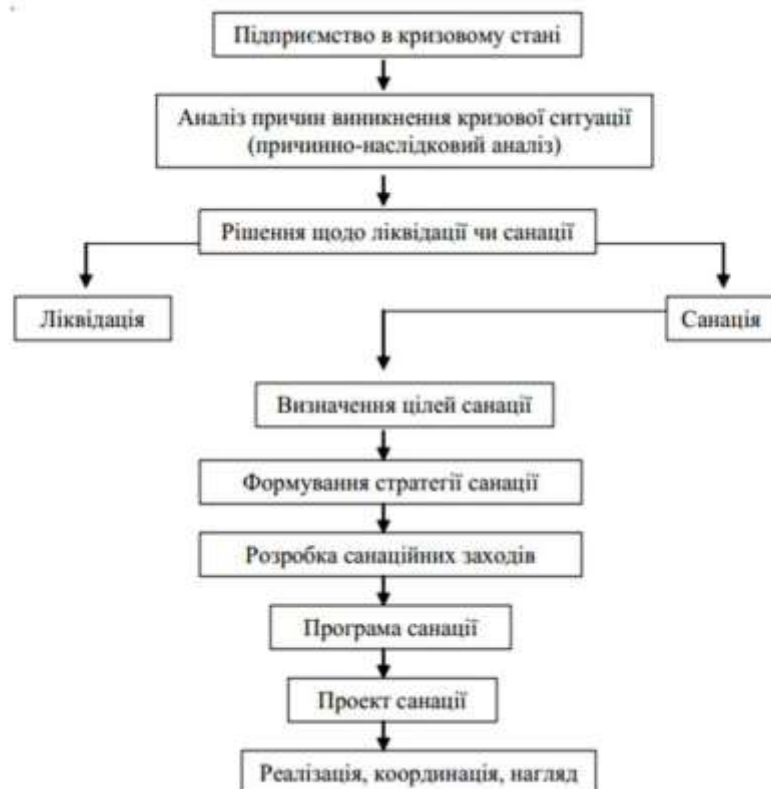 Підприємство в кризовому стані
Аналіз причин виникнення кризової ситуації
(причинно-наслідковий аналіз)
Рішення щодо ліквідації чи санації
Ліквідація
Санація
Визначення цілей санації
Формування стратегії санації
Розробка санаційних заходів
Програма санації
Проект санації
Реалізація, координація, нагляд